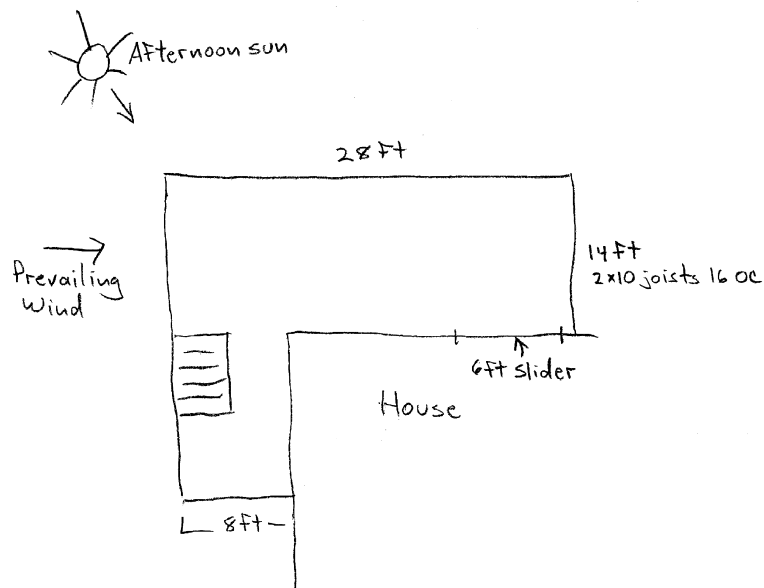 Afternoon sun
28 Ft
14 Ft
2x10 joists 16 OC
Prevailing
Wind
6ft slider
House
8ft